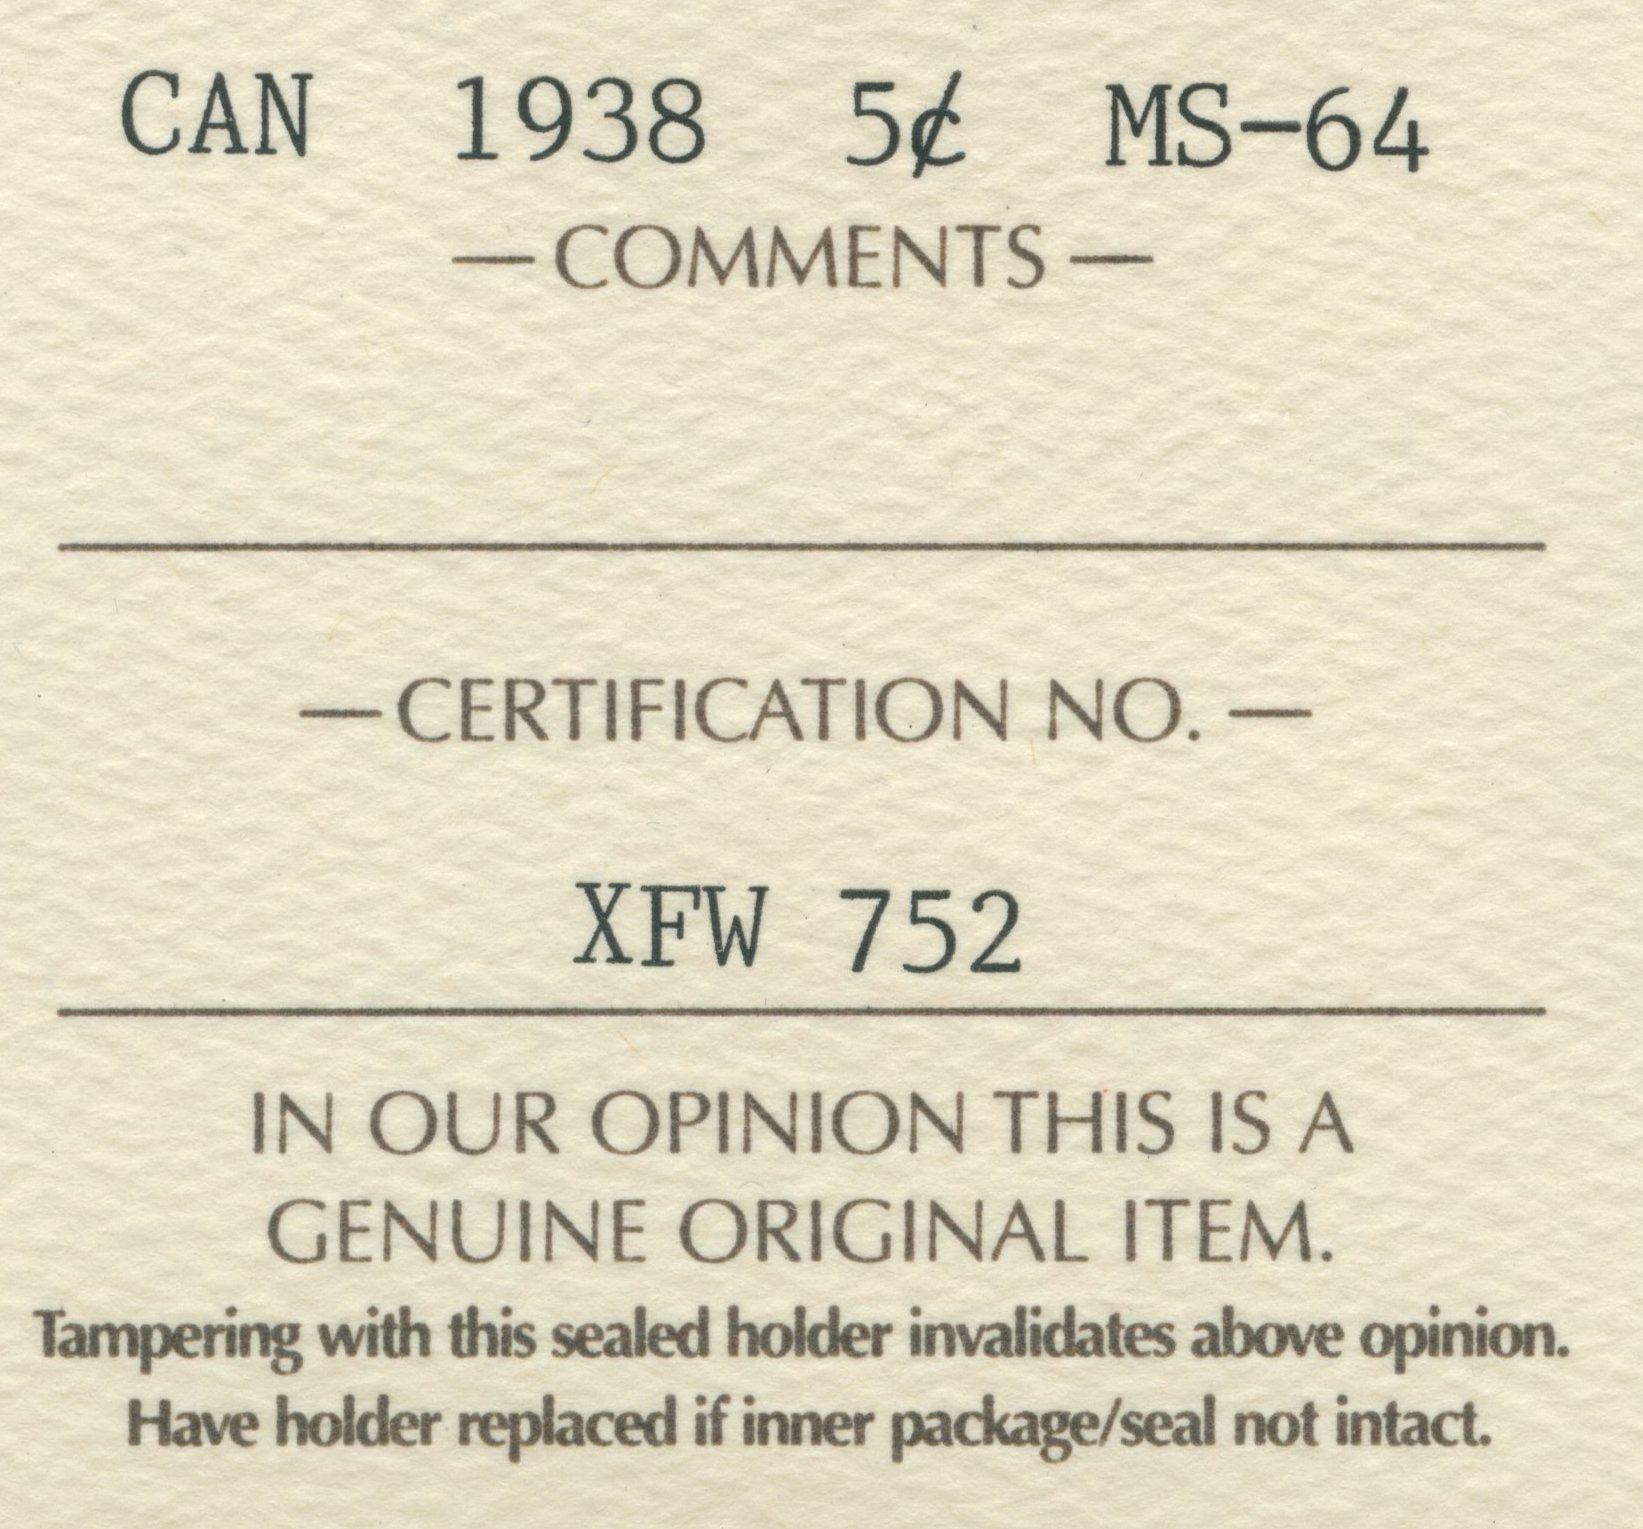 CAN 1938 5¢ MS-64
— COMMENTS —
— CERTIFICATION NO. —
XFW 752
IN OUR OPINION THIS IS A
GENUINE ORIGINAL ITEM.
Tampering with this sealed holder invalidates above opinion.
Have holder replaced if inner package/seal not intact.